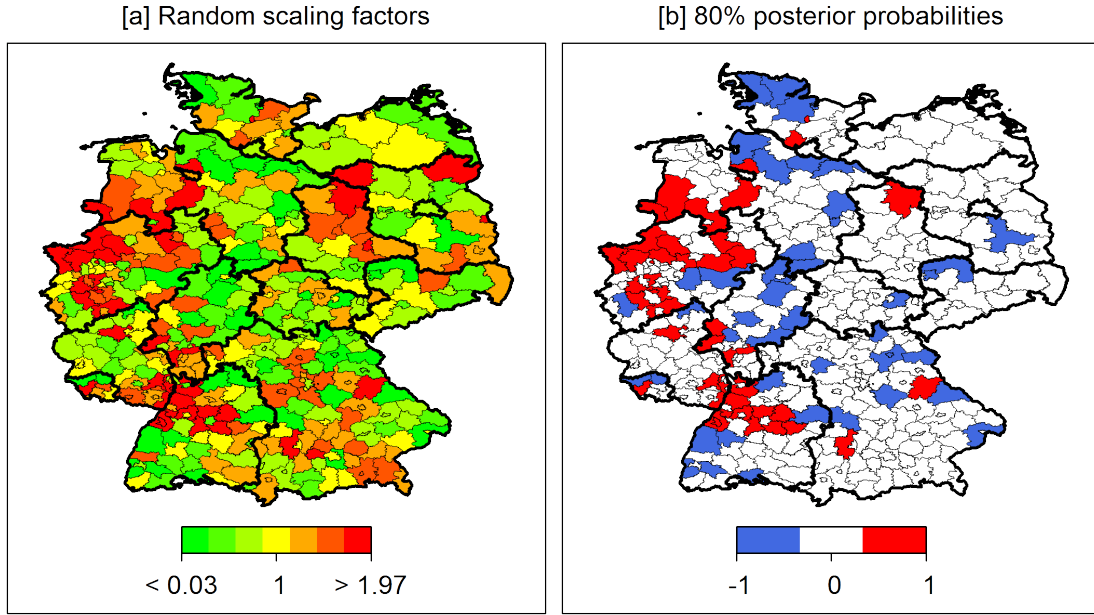 [a] Random scaling factors
[b] 80% posterior probabilities
< 0.03 1 > 1.97
-1 0 1